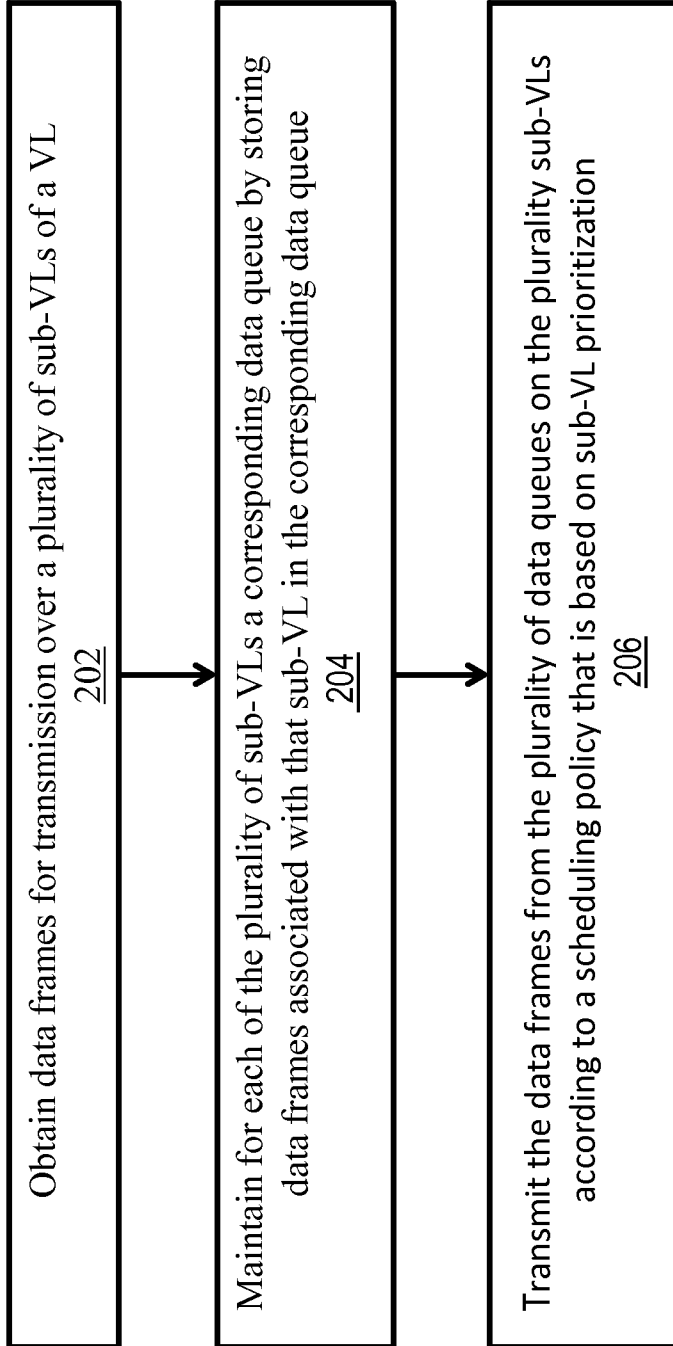 Obtain data frames for transmission over a plurality of sub-VLs of a VL
202
Maintain for each of the plurality of sub-VLs a corresponding data queue by storing
data frames associated with that sub-VL in the corresponding data queue
204
Transmit the data frames from the plurality of data queues on the plurality sub-VLs
according to a scheduling policy that is based on sub-VL prioritization
206